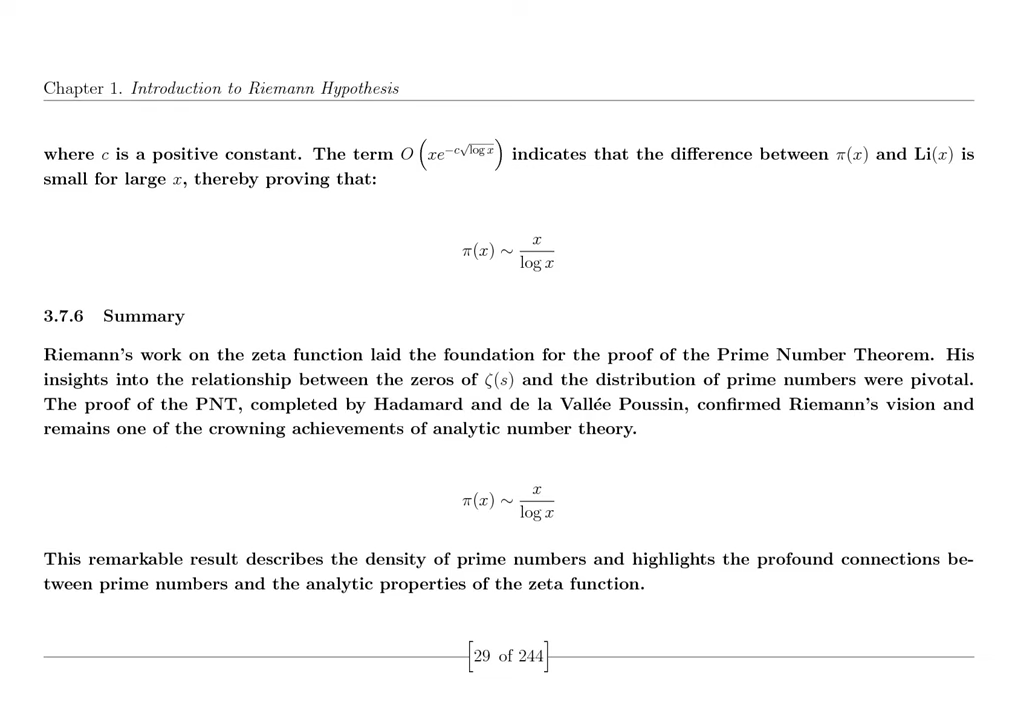 Chapter 1. Introduction to Riemann Hypothesis
where c is a positive constant. The term O(xe^{-c√log x}) indicates that the difference between π(x) and Li(x) is
small for large x, thereby proving that:
π(x) ∼ x/log x
3.7.6 Summary
Riemann's work on the zeta function laid the foundation for the proof of the Prime Number Theorem. His
insights into the relationship between the zeros of ζ(s) and the distribution of prime numbers were pivotal.
The proof of the PNT, completed by Hadamard and de la Vallée Poussin, confirmed Riemann's vision and
remains one of the crowning achievements of analytic number theory.
π(x) ∼ x/log x
This remarkable result describes the density of prime numbers and highlights the profound connections be-
tween prime numbers and the analytic properties of the zeta function.
[29 of 244]